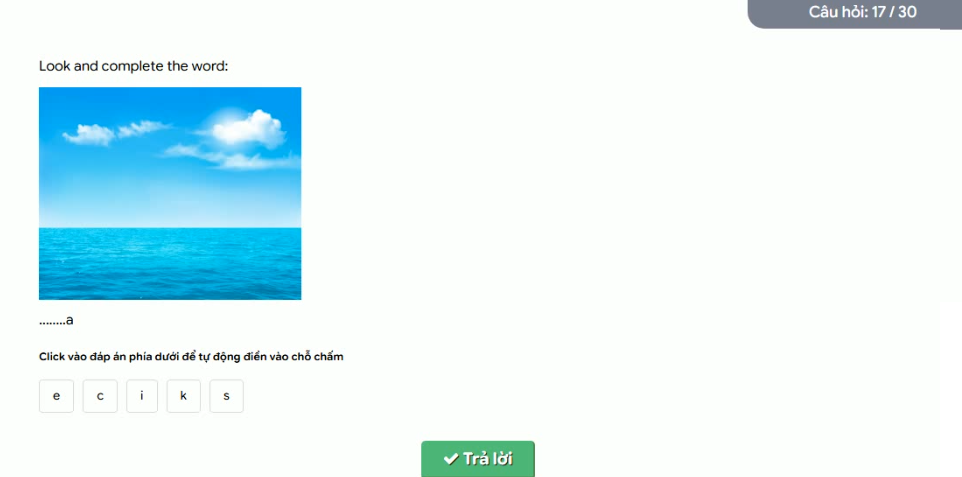 Câu hỏi: 17 / 30
Look and complete the word:
........a
Click vào đáp án phía dưới để tự động điền vào chỗ chấm
e c i k s
Trả lời